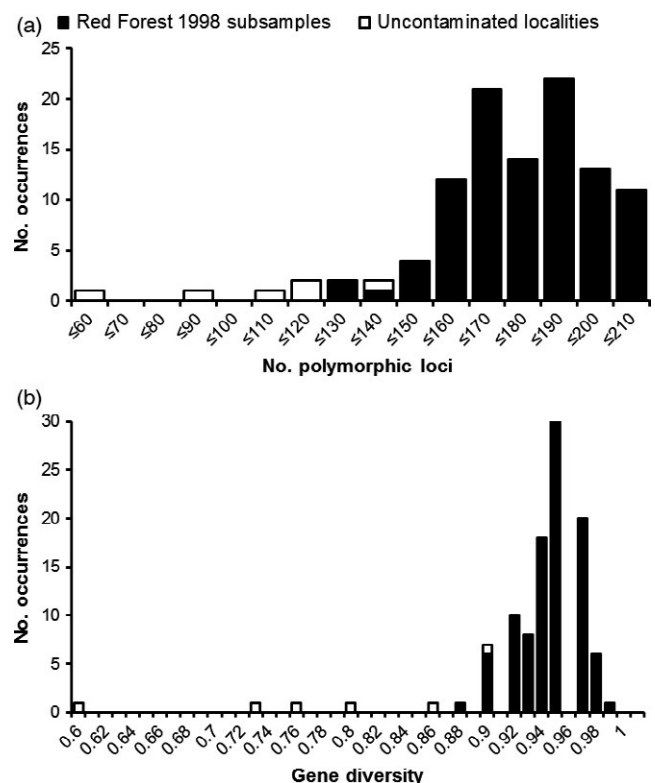 (a) Red Forest 1998 subsamples Uncontaminated localities
25
20
15
10
5
0
No. occurrences
≤60 ≤70 ≤80 ≤90 ≤100 ≤110 ≤120 ≤130 ≤140 ≤150 ≤160 ≤170 ≤180 ≤190 ≤200 ≤210
No. polymorphic loci
(b)
30
25
20
15
10
5
0
No. occurrences
0.6 0.62 0.64 0.66 0.68 0.7 0.72 0.74 0.76 0.78 0.8 0.82 0.84 0.86 0.88 0.9 0.92 0.94 0.96 0.98 1
Gene diversity